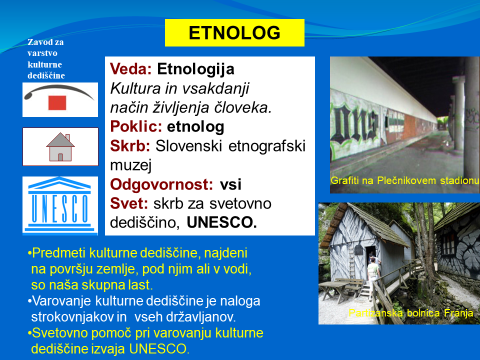 ETNOLOG
Zavod za
varstvo
kulturne
dediščine
Veda: Etnologija
Kultura in vsakdanji
način življenja človeka.
Poklic: etnolog
Skrb: Slovenski etnografski
muzej
Odgovornost: vsi
Svet: skrb za svetovno
dediščino, UNESCO.
UNESCO
Grafiti na Plečnikovem stadionu
Partizanska bolnica Franja
•Predmeti kulturne dediščine, najdeni
na površju zemlje, pod njim ali v vodi,
so naša skupna last.
•Varovanje kulturne dediščine je naloga
strokovnjakov in vseh državljanov.
•Svetovno pomoč pri varovanju kulturne
dediščine izvaja UNESCO.